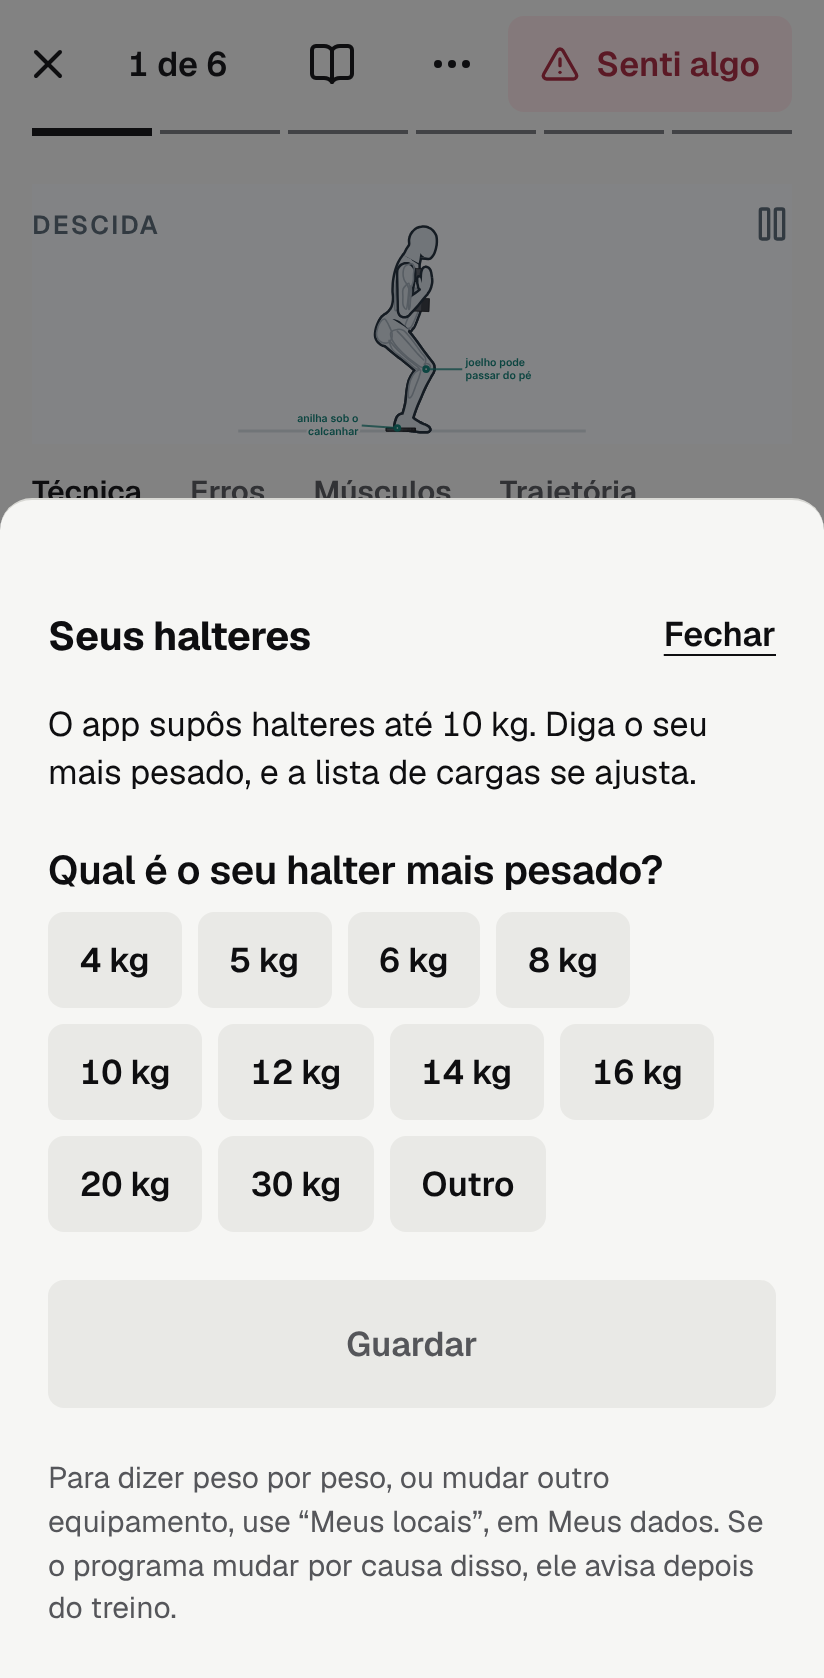 1 de 6
Senti algo
DESCIDA
joelho pode
passar do pé
anilha sob o
calcanhar
Técnica Erros Músculos Trajetória
Seus halteres
Fechar
O app supôs halteres até 10 kg. Diga o seu
mais pesado, e a lista de cargas se ajusta.
Qual é o seu halter mais pesado?
4 kg 5 kg 6 kg 8 kg
10 kg 12 kg 14 kg 16 kg
20 kg 30 kg Outro
Guardar
Para dizer peso por peso, ou mudar outro
equipamento, use “Meus locais”, em Meus dados. Se
o programa mudar por causa disso, ele avisa depois
do treino.